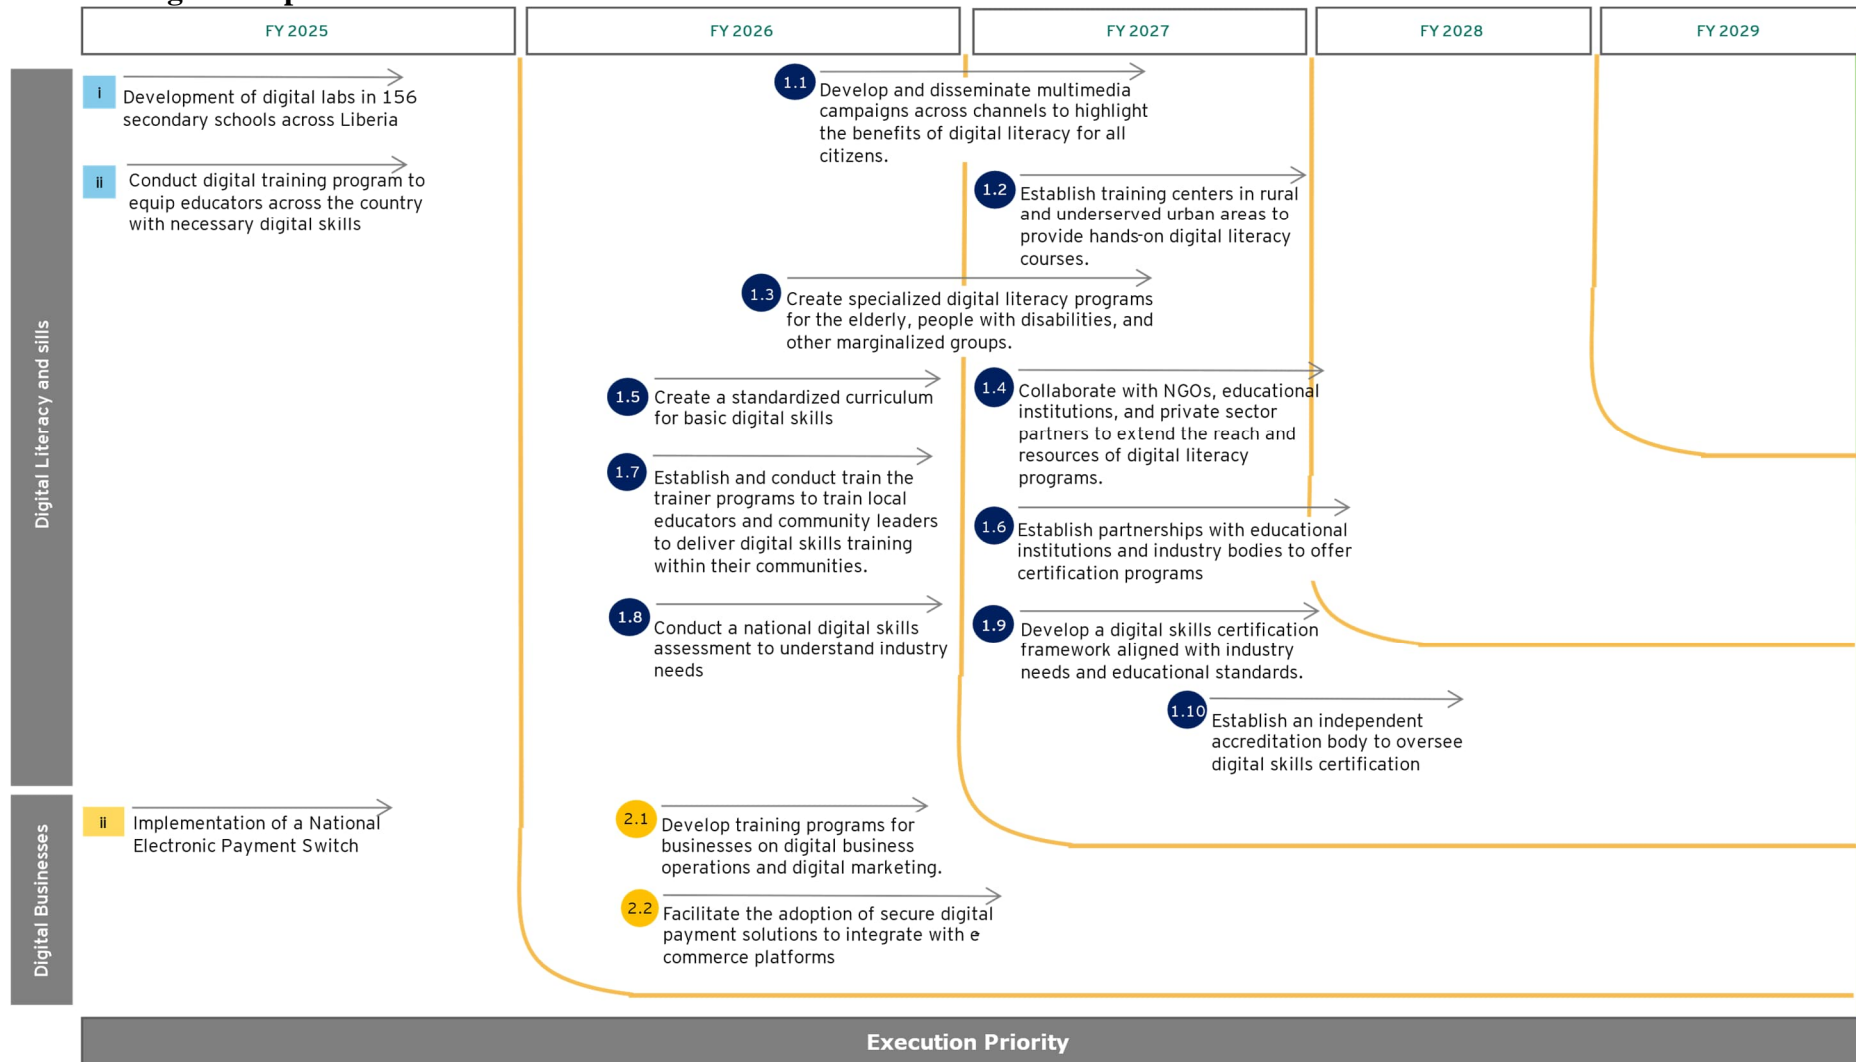 FY 2025
FY 2026
FY 2027
FY 2028
FY 2029
Digital Literacy and sills
i
Development of digital labs in 156
secondary schools across Liberia
ii
Conduct digital training program to
equip educators across the country
with necessary digital skills
1.1
Develop and disseminate multimedia
campaigns across channels to highlight
the benefits of digital literacy for all
citizens.
1.2
Establish training centers in rural
and underserved urban areas to
provide hands-on digital literacy
courses.
1.3
Create specialized digital literacy programs
for the elderly, people with disabilities, and
other marginalized groups.
1.5
Create a standardized curriculum
for basic digital skills
1.4
Collaborate with NGOs, educational
institutions, and private sector
partners to extend the reach and
resources of digital literacy
programs.
1.7
Establish and conduct train the
trainer programs to train local
educators and community leaders
to deliver digital skills training
within their communities.
1.6
Establish partnerships with educational
institutions and industry bodies to offer
certification programs
1.8
Conduct a national digital skills
assessment to understand industry
needs
1.9
Develop a digital skills certification
framework aligned with industry
needs and educational standards.
1.10
Establish an independent
accreditation body to oversee
digital skills certification
Digital Businesses
ii
Implementation of a National
Electronic Payment Switch
2.1
Develop training programs for
businesses on digital business
operations and digital marketing.
2.2
Facilitate the adoption of secure digital
payment solutions to integrate with e
commerce platforms
Execution Priority